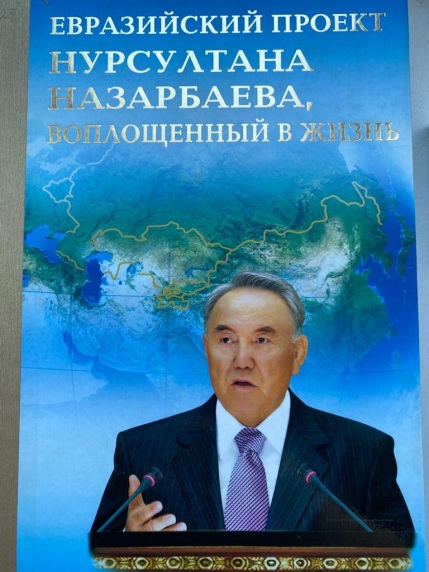 ЕВРАЗИЙСКИЙ ПРОЕКТ
НУРСУЛТАНА
НАЗАРБАЕВА,
ВОПЛОЩЕННЫЙ В ЖИЗНЬ